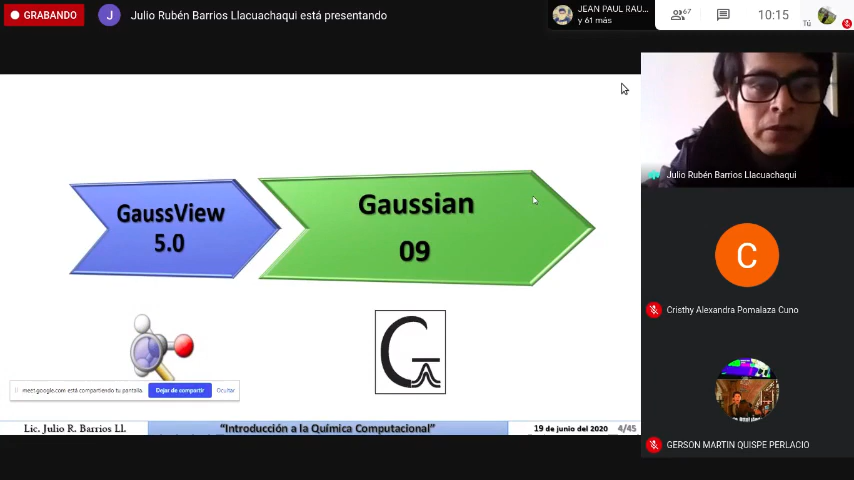 GRABANDO
J
Julio Rubén Barrios Llacuachaqui está presentando
JEAN PAUL RAU...
y 61 más
67
10:15
Tú
GaussView
5.0
Gaussian
09
G
meet.google.com está compartiendo tu pantalla.
Dejar de compartir
Ocultar
Lic. Julio R. Barrios Ll.
"Introducción a la Química Computacional"
19 de junio del 2020
4/45
Julio Rubén Barrios Llacuachaqui
C
Cristhy Alexandra Pomalaza Cuno
GERSON MARTIN QUISPE PERLACIO